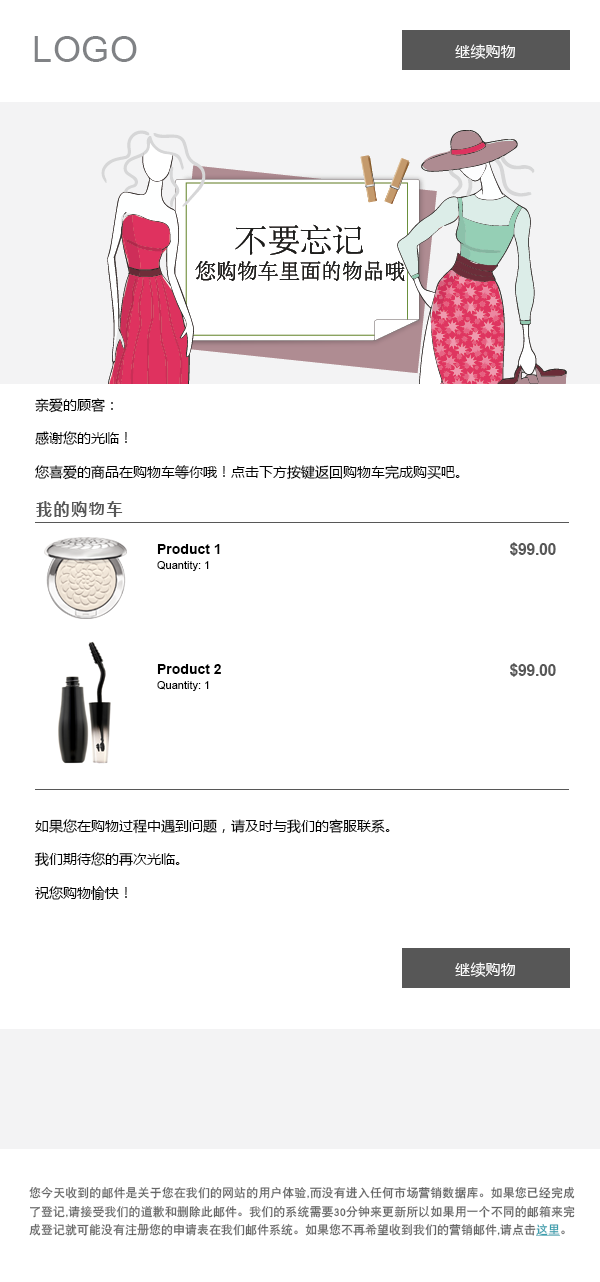 LOGO
继续购物
不要忘记
您购物车里面的物品哦
亲爱的顾客：
感谢您的光临！
您喜爱的商品在购物车等你哦！点击下方按键返回购物车完成购买吧。
我的购物车
Product 1
$99.00
Quantity: 1
Product 2
$99.00
Quantity: 1
如果您在购物过程中遇到问题，请及时与我们的客服联系。
我们期待您的再次光临。
祝您购物愉快！
继续购物
您今天收到的邮件是关于您在我们的网站的用户体验,而没有进入任何市场营销数据库。如果您已经完成
了登记,请接受我们的道歉和删除此邮件。我们的系统需要30分钟来更新所以如果用一个不同的邮箱来完
成登记就可能没有注册您的申请表在我们邮件系统。如果您不再希望收到我们的营销邮件,请点击这里。